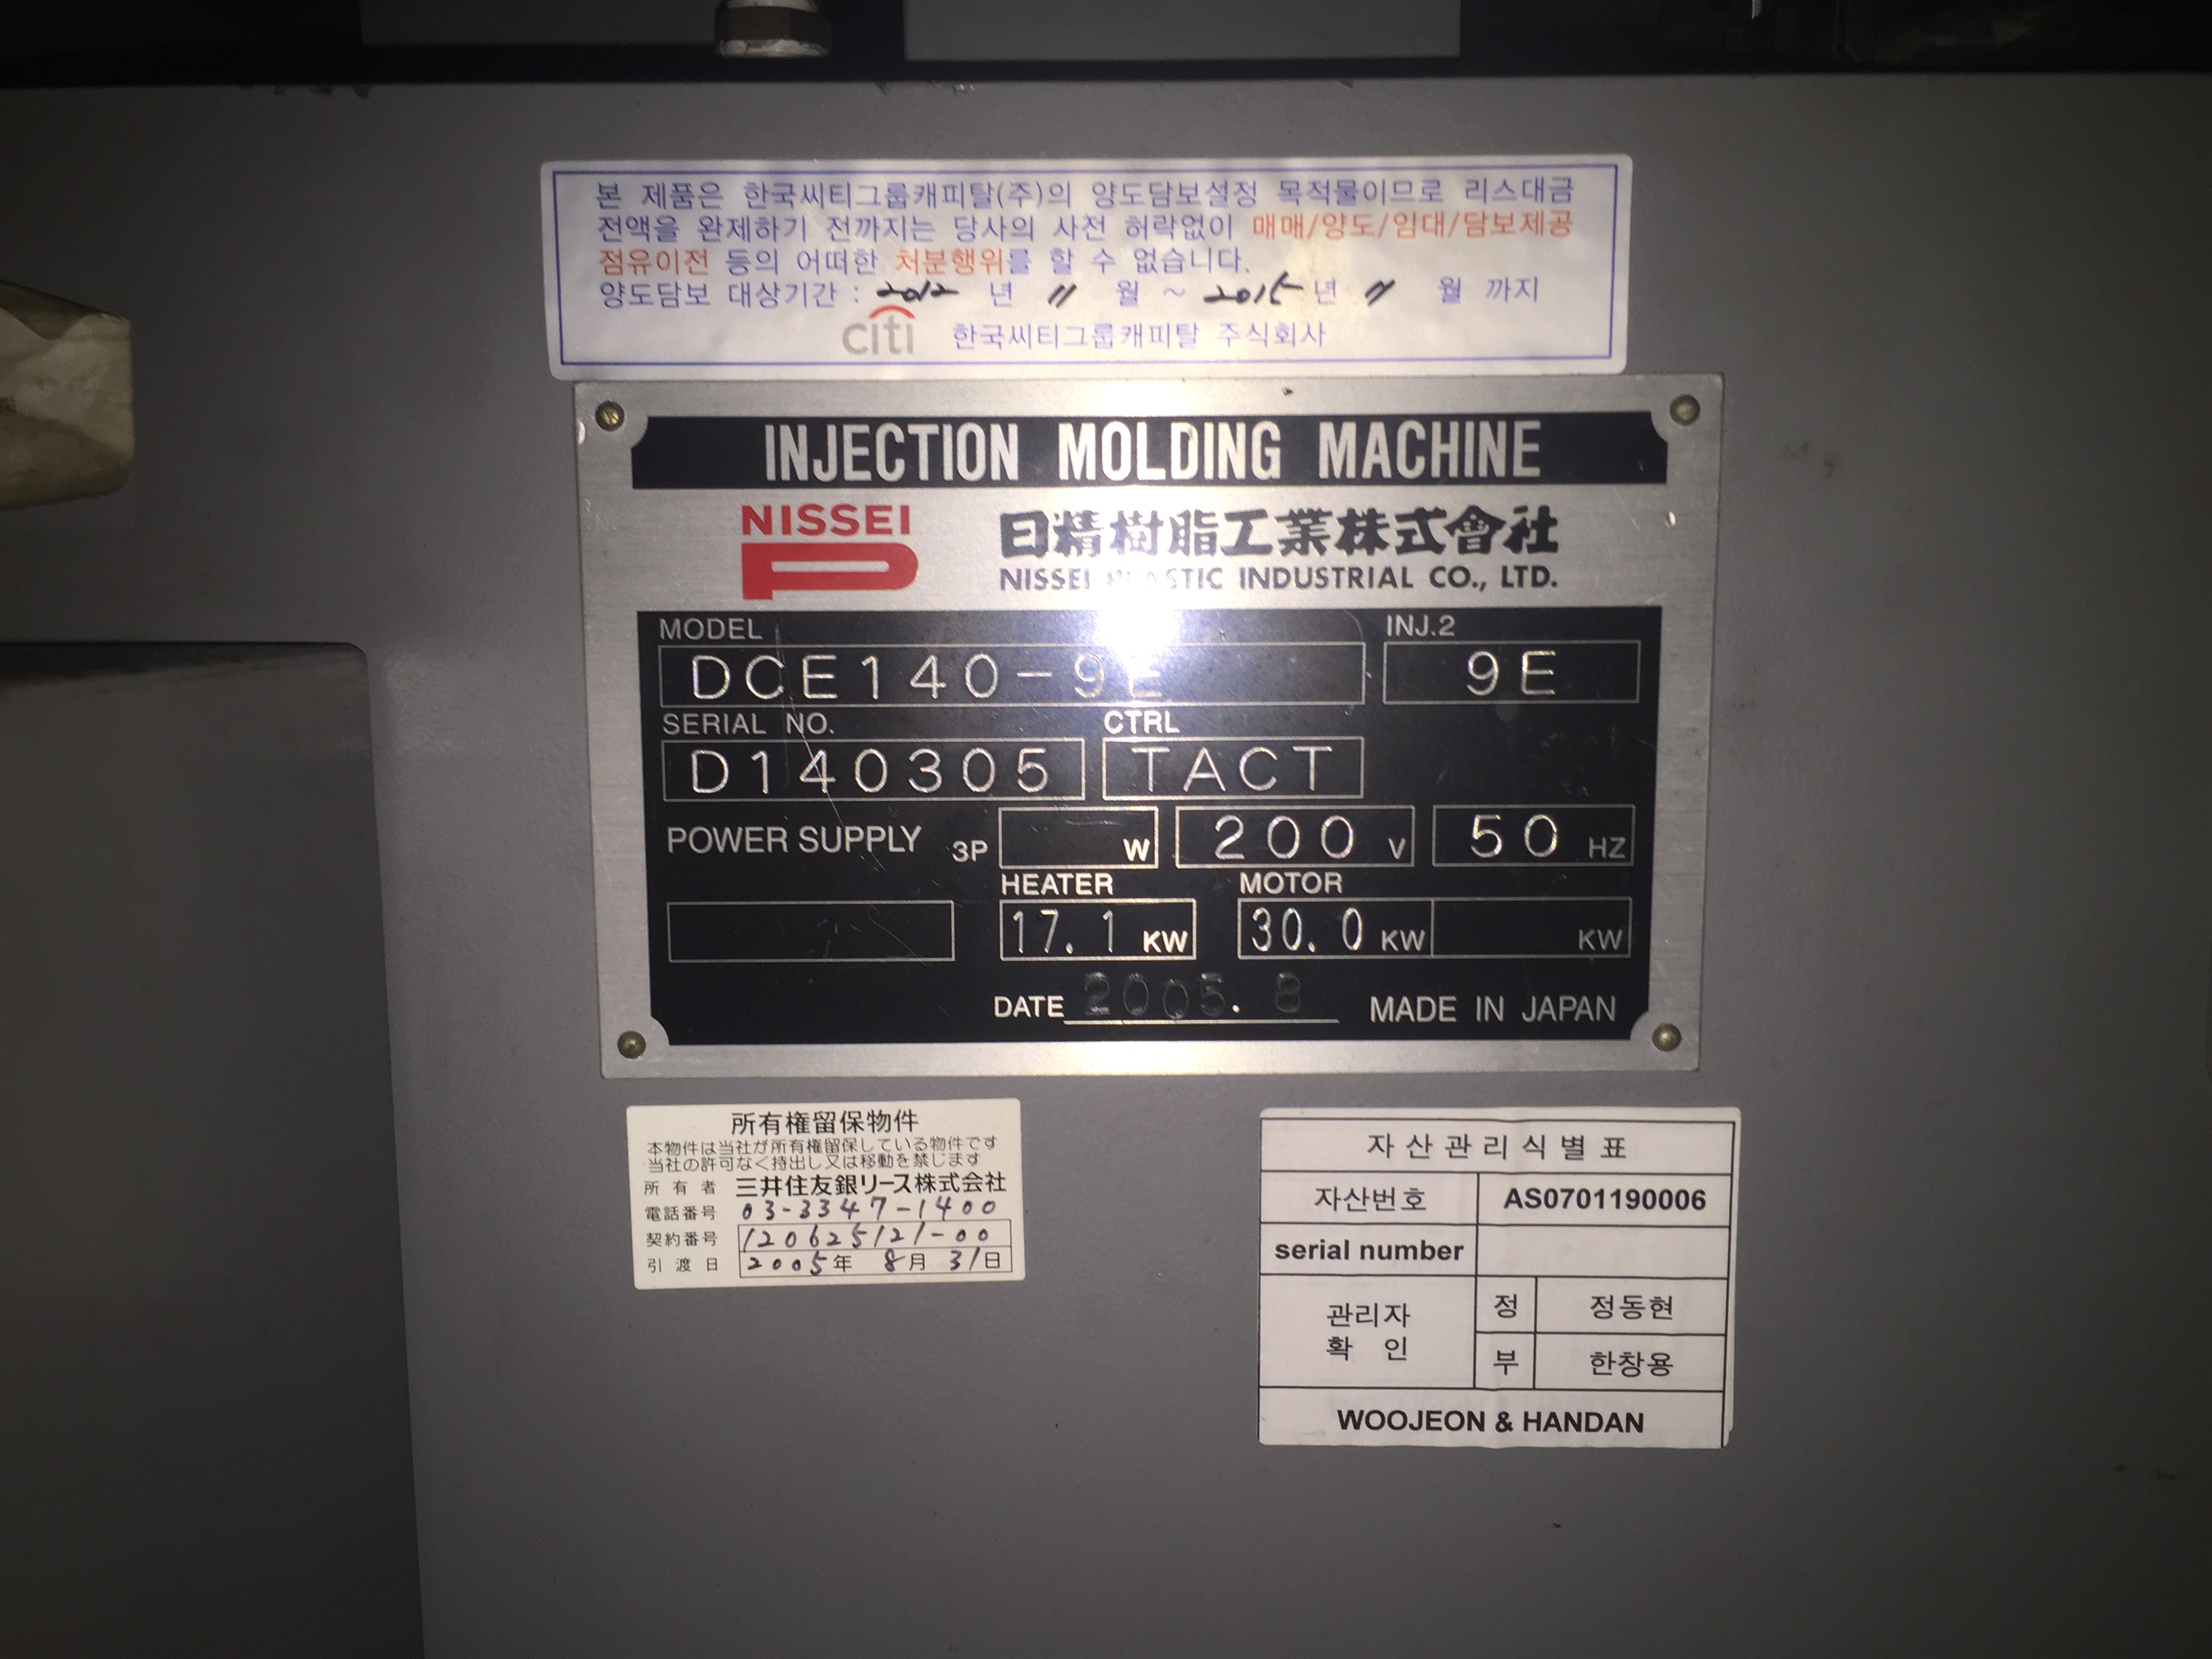 본 제품은 한국씨티그룹캐피탈(주)의 양도담보설정 목적물이므로 리스대금
전액을 완제하기 전까지는 당사의 사전 허락없이 매매/양도/임대/담보제공
점유이전 등의 어떠한 처분행위를 할 수 없습니다.
양도담보 대상기간 : 2012 년 11 월 ~ 2015 년 11 월 까지
citi 한국씨티그룹캐피탈 주식회사
INJECTION MOLDING MACHINE
NISSEI 日精樹脂工業株式會社
NISSEI PLASTIC INDUSTRIAL CO., LTD.
MODEL INJ.2
DCE140-9E 9E
SERIAL NO. CTRL
D140305 TACT
POWER SUPPLY 3P W 200 V 50 HZ
HEATER MOTOR
17.1 KW 30.0 KW KW
DATE 2005. 8 MADE IN JAPAN
所有権留保物件
本物件は当社が所有権留保している物件です
当社の許可なく持出し又は移動を禁じます
所有者 三井住友銀リース株式会社
電話番号 03-3347-1400
契約番号 120625121-00
引渡日 2005年 8月 31日
자산관리식별표
자산번호 AS0701190006
serial number
관리자 정 정동현
확 인 부 한창용
WOOJEON & HANDAN